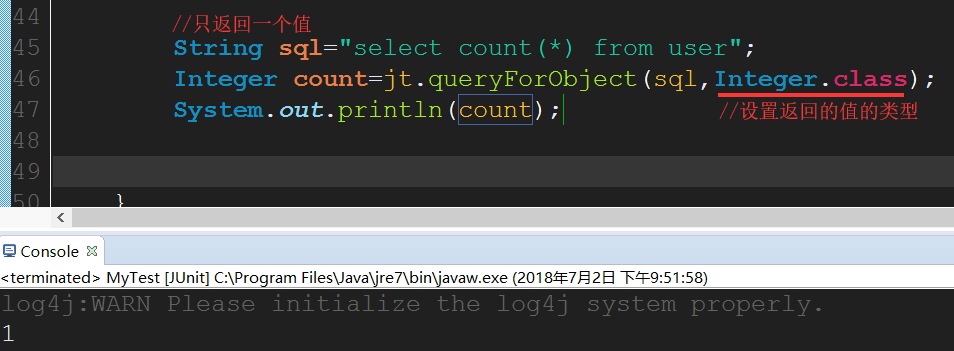 44
//只返回一个值
45 String sql="select count(*) from user";
46 Integer count=jt.queryForObject(sql,Integer.class);
47 System.out.println(count); //设置返回的值的类型
48
49
50 }
Console
<terminated> MyTest [JUnit] C:\Program Files\Java\jre7\bin\javaw.exe (2018年7月2日 下午9:51:58)
log4j:WARN Please initialize the log4j system properly.
1